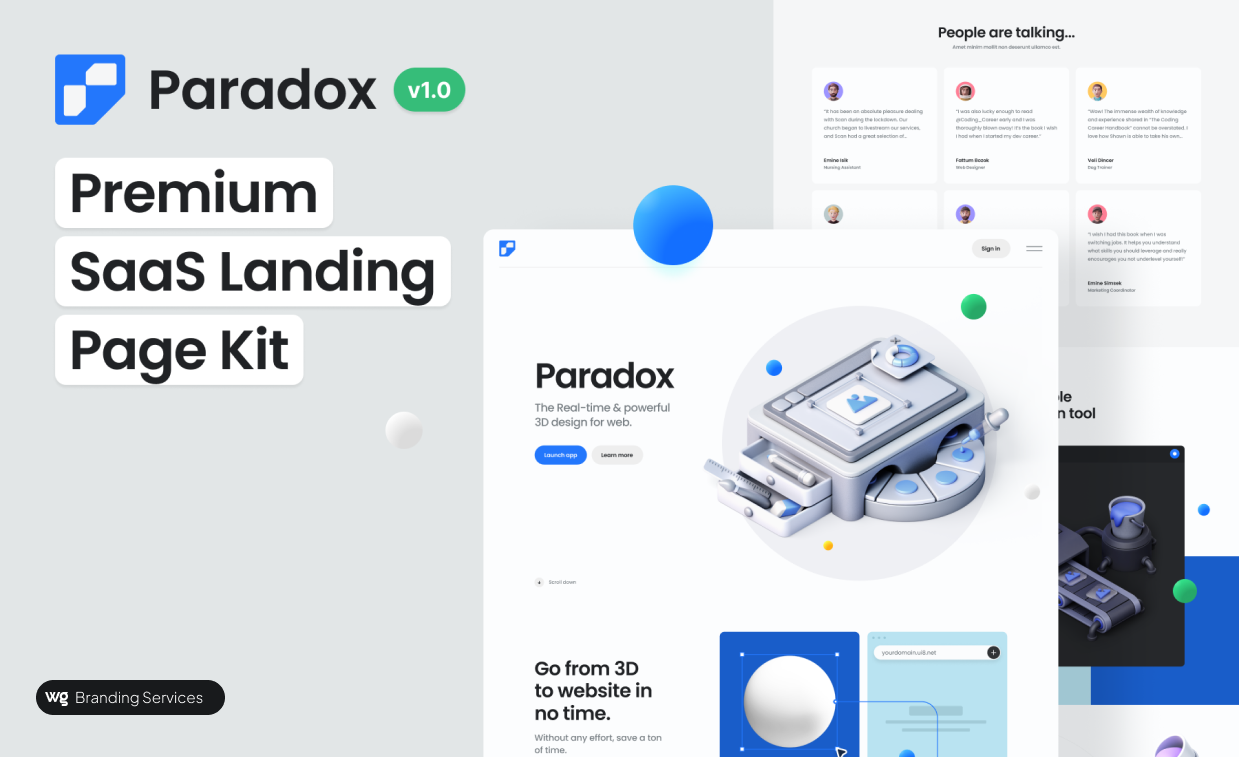 Paradox v1.0
Premium
SaaS Landing
Page Kit
wg Branding Services
People are talking...
Amet minim mollit non deserunt ullamco est.
"It has been an absolute pleasure dealing
with Scan during the lockdown. Our
church began to livestream our services,
and Scan had a great selection of...
Emine Isik
Nursing Assistant
"I was also lucky enough to read
@Coding_Career early and I was
thoroughly blown away! It's the book I wish
I had when I started my dev career."
Fattum Bozok
Web Designer
"Wow! The immense wealth of knowledge
and experience shared in "The Coding
Career Handbook" cannot be overstated. I
love how Shawn is able to take his own...
Veli Dincer
Dog Trainer
"I wish I had this book when I was
switching jobs. It helps you understand
what skills you should leverage and really
encourages you not underlevel yourself!"
Emine Simsek
Marketing Coordinator
Sign in
Paradox
The Real-time & powerful
3D design for web.
Launch app
Learn more
Scroll down
Go from 3D
to website in
no time.
Without any effort, save a ton
of time.
yourdomain.ui8.net
ple
n tool